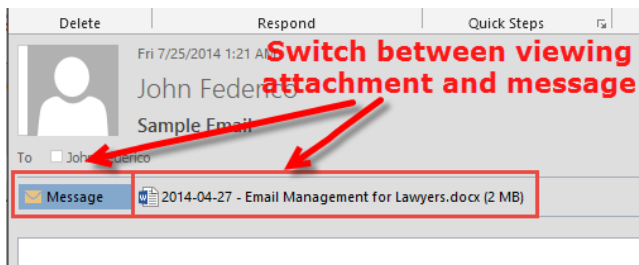 Delete Respond Quick Steps
Fri 7/25/2014 1:21 AM
Switch between viewing
attachment and message
John Federico
Sample Email
To John Federico
Message 2014-04-27 - Email Management for Lawyers.docx (2 MB)